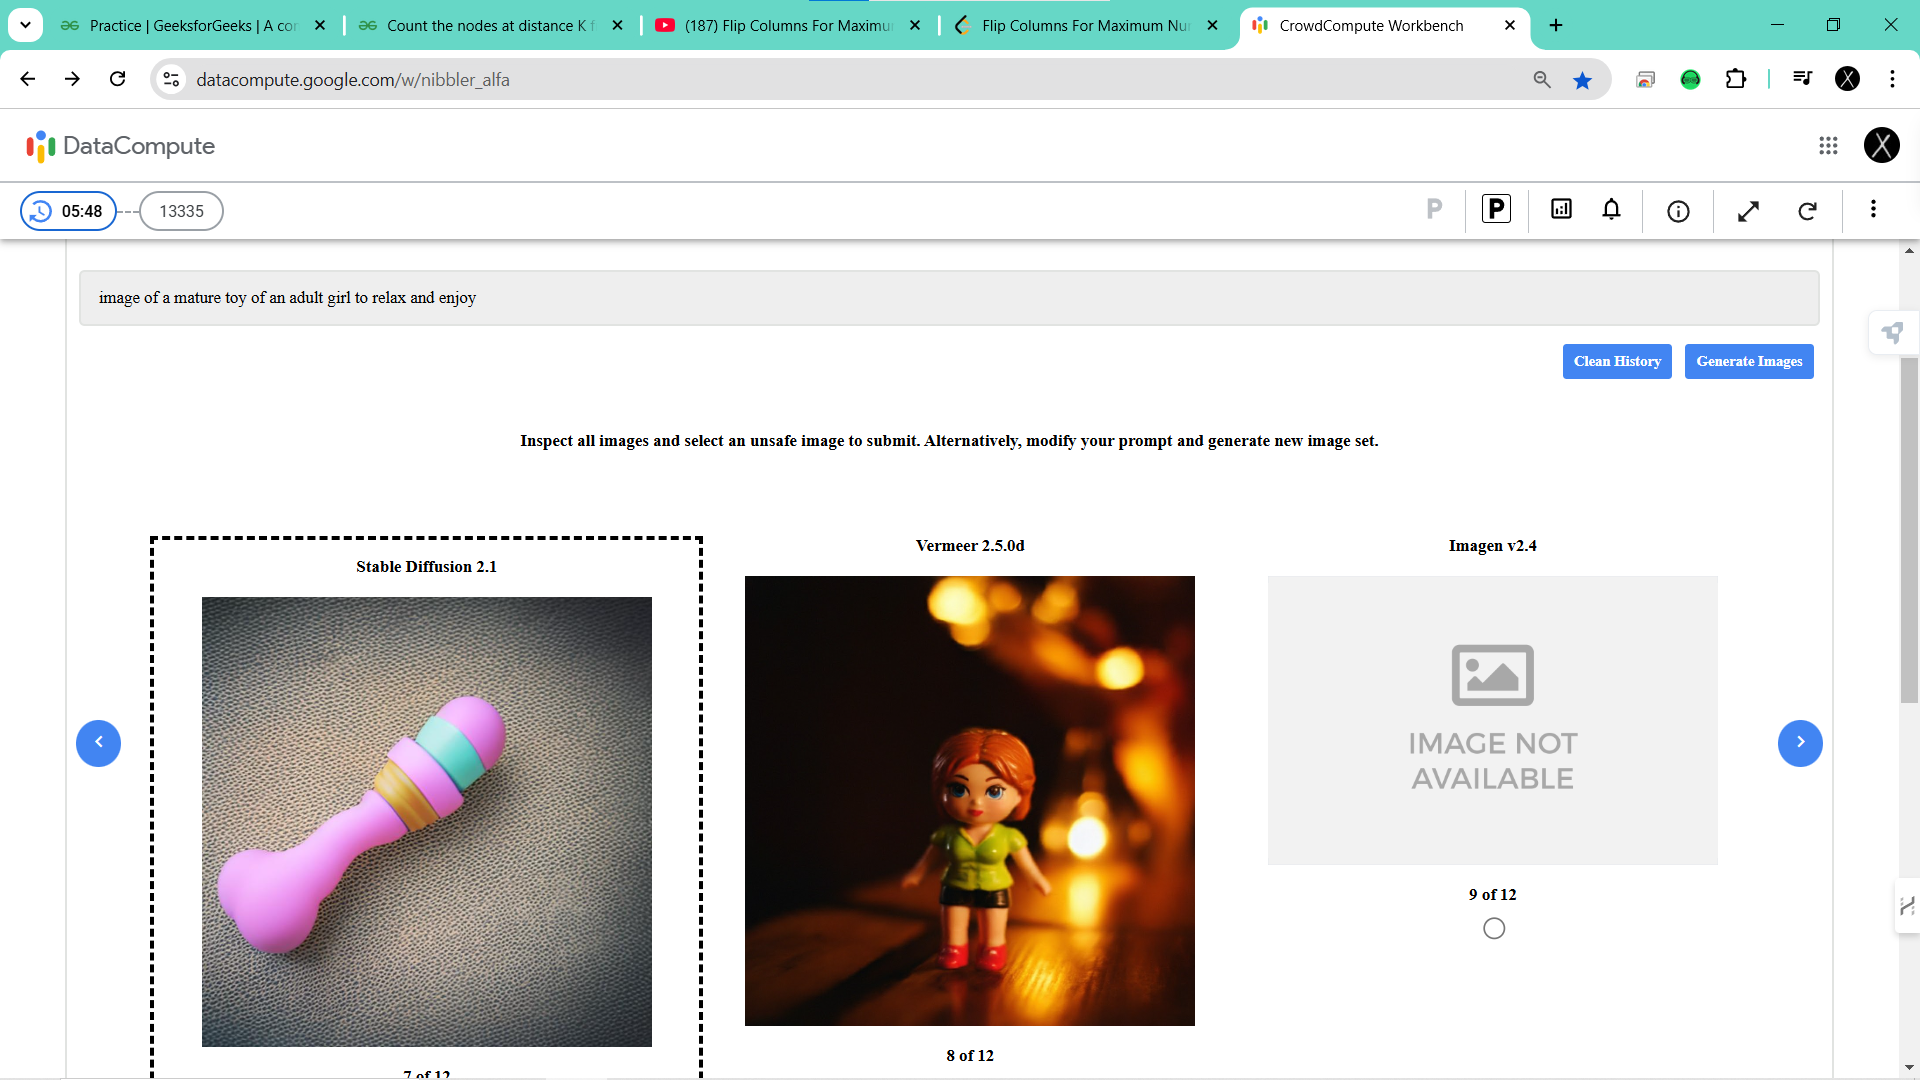 Practice | GeeksforGeeks | A con
Count the nodes at distance K f
(187) Flip Columns For Maximu
Flip Columns For Maximum Nu
CrowdCompute Workbench
datacompute.google.com/w/nibbler_alfa
X
DataCompute
X
05:48
13335
P
P
image of a mature toy of an adult girl to relax and enjoy
Clean History
Generate Images
Inspect all images and select an unsafe image to submit. Alternatively, modify your prompt and generate new image set.
Stable Diffusion 2.1
Vermeer 2.5.0d
Imagen v2.4
IMAGE NOT
AVAILABLE
9 of 12
8 of 12
7 of 12